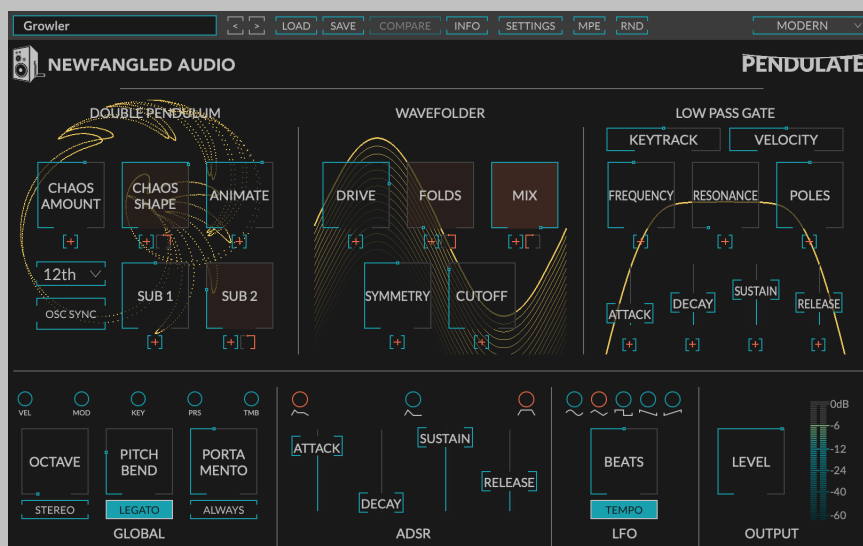 Growler < > LOAD SAVE COMPARE INFO SETTINGS MPE RND MODERN
NEWFANGLED AUDIO PENDULATE
DOUBLE PENDULUM WAVEFOLDER LOW PASS GATE
KEYTRACK VELOCITY
CHAOS AMOUNT
CHAOS SHAPE
ANIMATE
DRIVE FOLDS MIX
FREQUENCY RESONANCE POLES
12th
OSC SYNC
SUB 1 SUB 2
SYMMETRY CUTOFF
ATTACK DECAY SUSTAIN RELEASE
VEL MOD KEY PRS TMB
OCTAVE
PITCH BEND
PORTA MENTO
STEREO LEGATO ALWAYS
GLOBAL
ATTACK DECAY SUSTAIN RELEASE
ADSR
BEATS
TEMPO
LFO
LEVEL
0dB
-6
-12
-24
-40
-60
OUTPUT